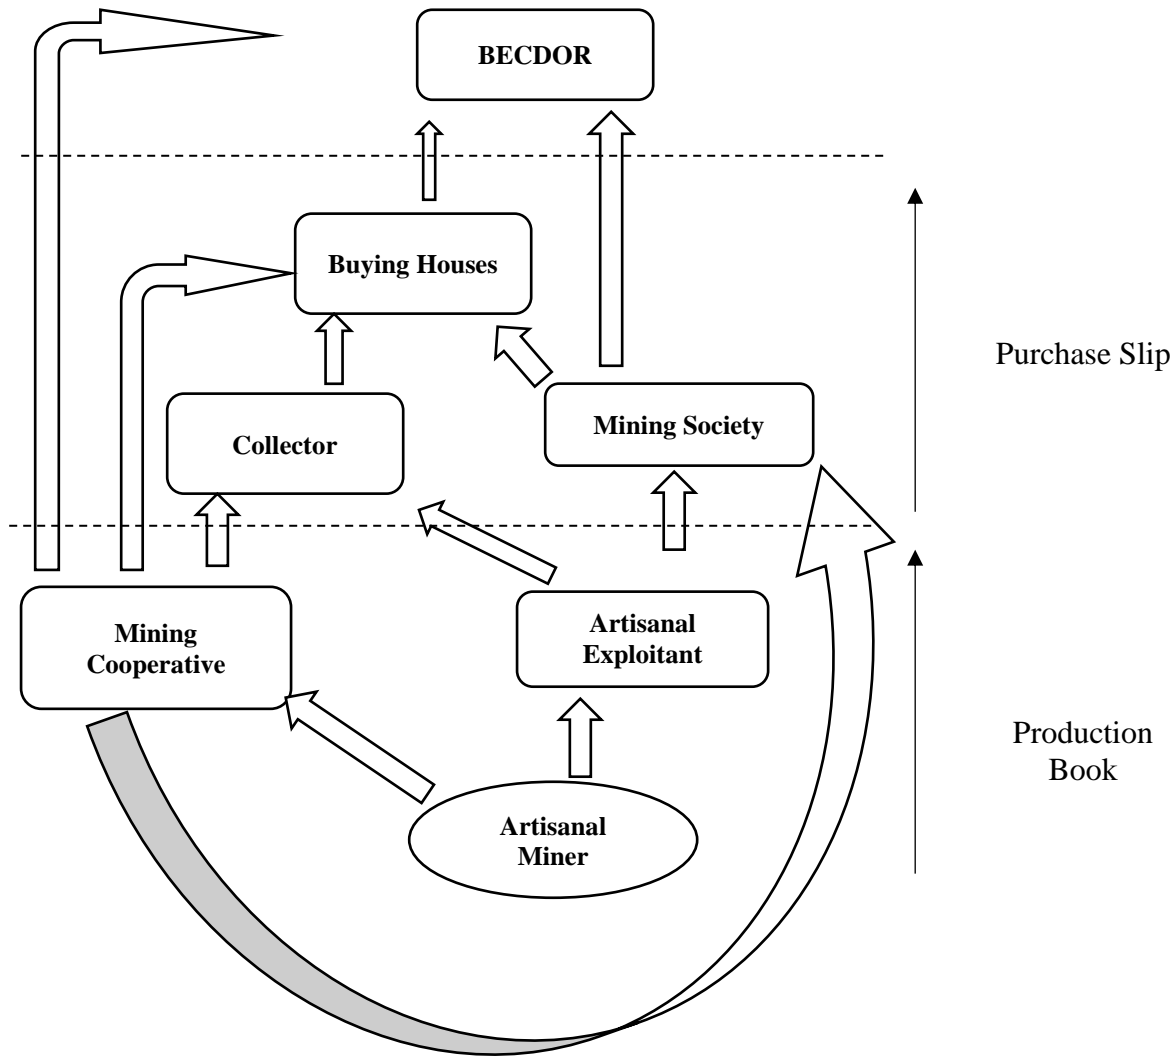 BECDOR
Buying Houses
Purchase Slip
Mining Society
Collector
Mining
Cooperative
Artisanal
Exploitant
Production
Book
Artisanal
Miner